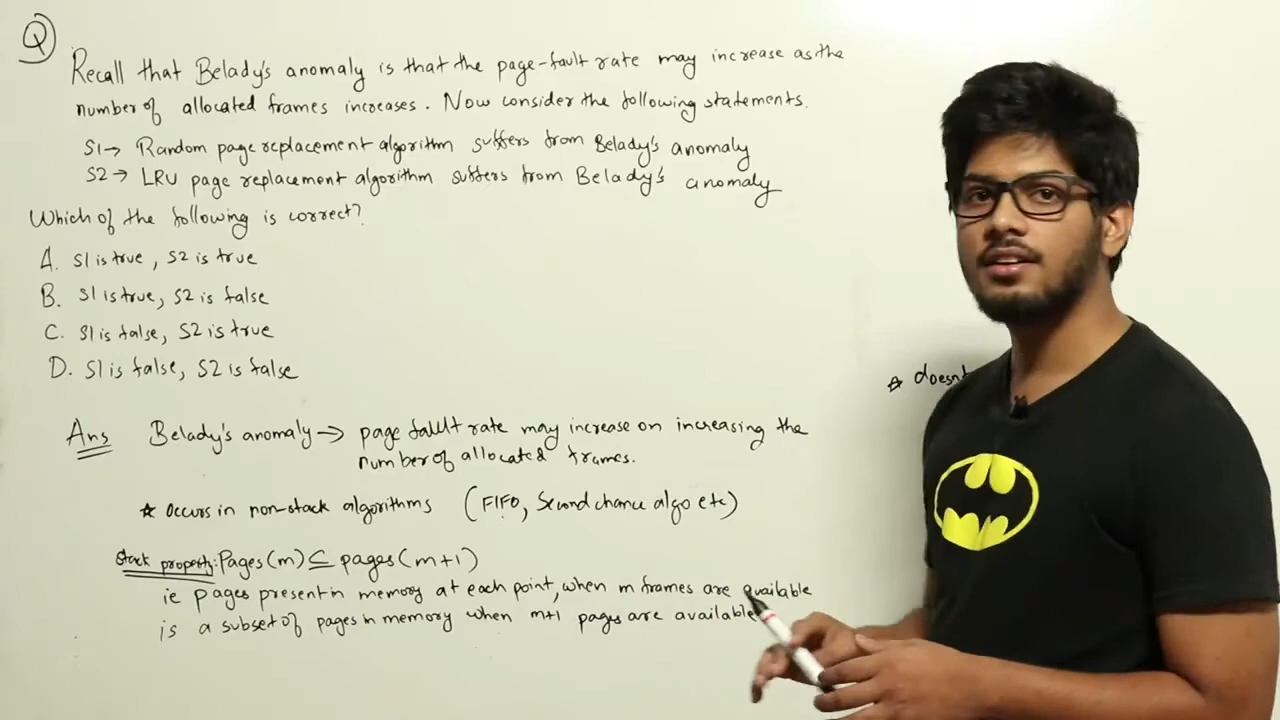 Q
Recall that Belady's anomaly is that the page-fault rate may increase as the
number of allocated frames increases. Now consider the following statements.
S1→ Random page replacement algorithm suffers from Belady's anomaly
S2→ LRU page replacement algorithm suffers from Belady's anomaly
Which of the following is correct?
A. S1 is true, S2 is true
B. S1 is true, S2 is false
C. S1 is false, S2 is true
D. S1 is false, S2 is false
* doesnt
Ans Belady's anomaly → page fault rate may increase on increasing the
number of allocated frames.
* Occurs in non-stack algorithms (FIFO, Second chance algo etc)
Stack property: Pages(m) ⊆ pages(m+1)
ie pages present in memory at each point, when m frames are available
is a subset of pages in memory when m+1 pages are available